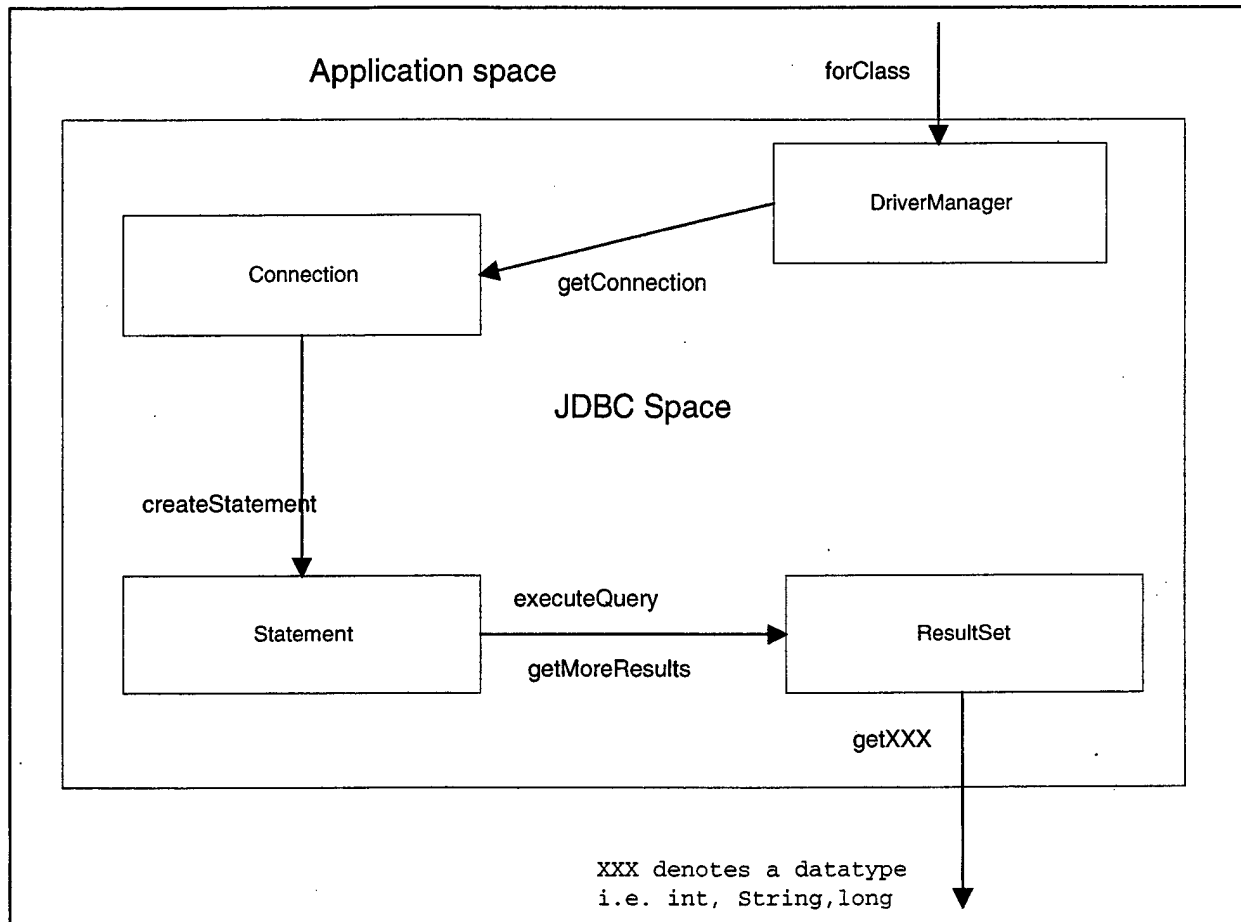 Application space
forClass
DriverManager
Connection
getConnection
JDBC Space
createStatement
executeQuery
Statement
ResultSet
getMoreResults
getXXX
XXX denotes a datatype
i.e. int, String,long